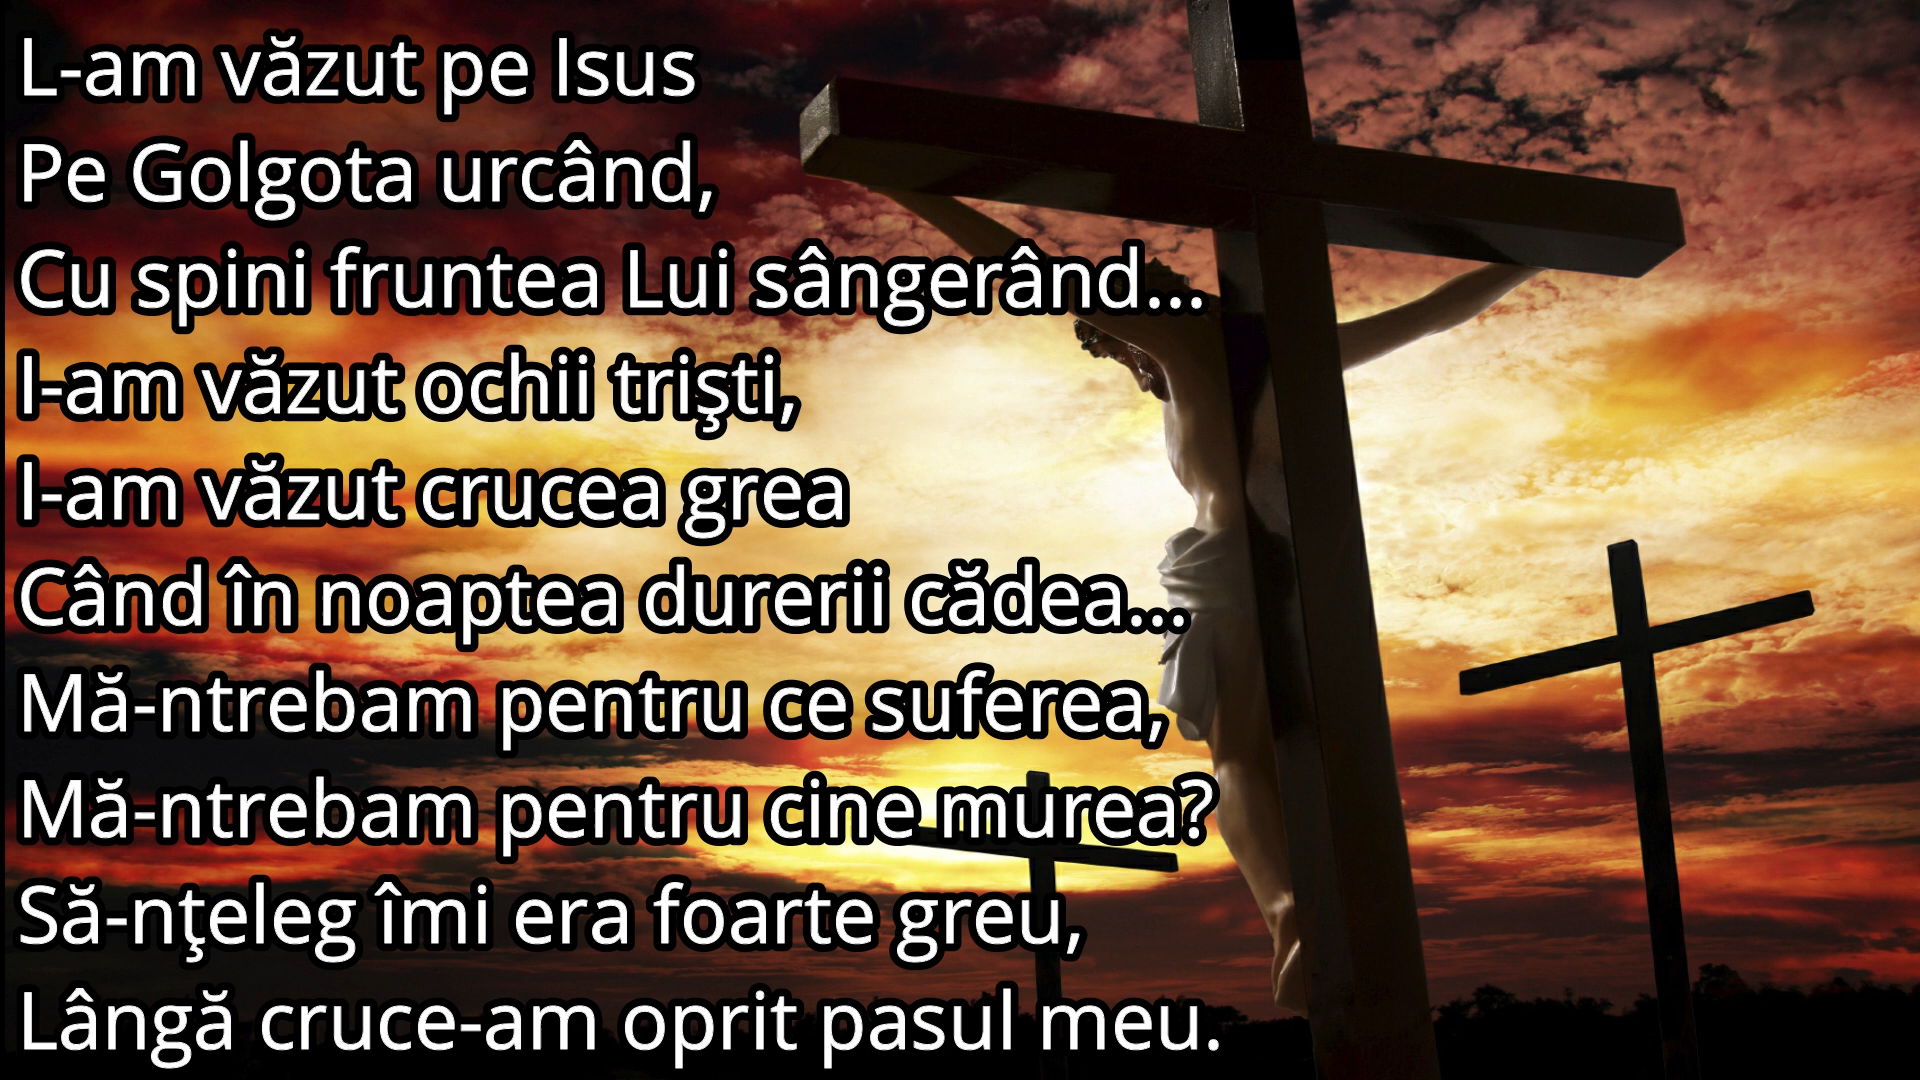 L-am văzut pe Isus
Pe Golgota urcând,
Cu spini fruntea Lui sângerând...
I-am văzut ochii trişti,
I-am văzut crucea grea
Când în noaptea durerii cădea...
Mă-ntrebam pentru ce suferea,
Mă-ntrebam pentru cine murea?
Să-nţeleg îmi era foarte greu,
Lângă cruce-am oprit pasul meu.